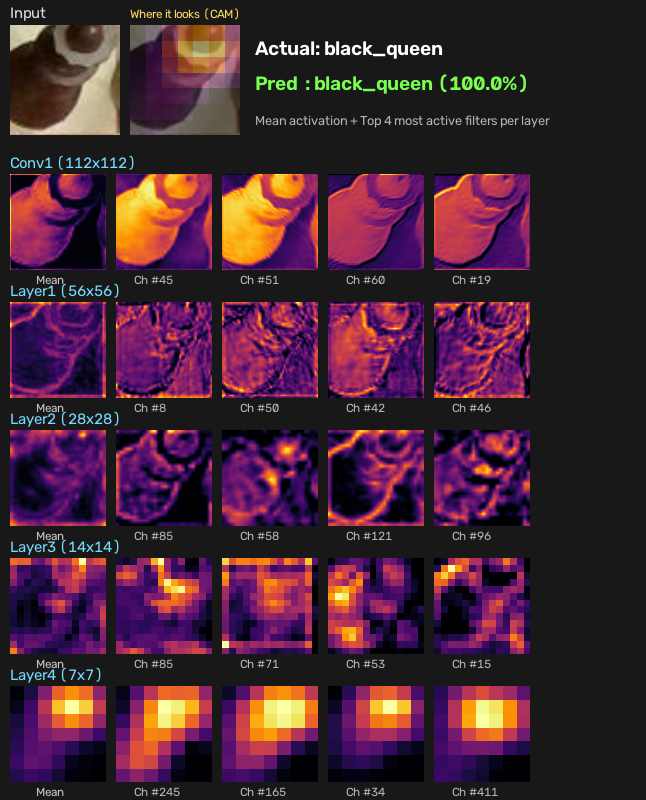 Input
Where it looks (CAM)
Actual: black_queen
Pred : black_queen (100.0%)
Mean activation + Top 4 most active filters per layer
Conv1 (112x112)
Mean Ch #45 Ch #51 Ch #60 Ch #19
Layer1 (56x56)
Mean Ch #8 Ch #50 Ch #42 Ch #46
Layer2 (28x28)
Mean Ch #85 Ch #58 Ch #121 Ch #96
Layer3 (14x14)
Mean Ch #85 Ch #71 Ch #53 Ch #15
Layer4 (7x7)
Mean Ch #245 Ch #165 Ch #34 Ch #411